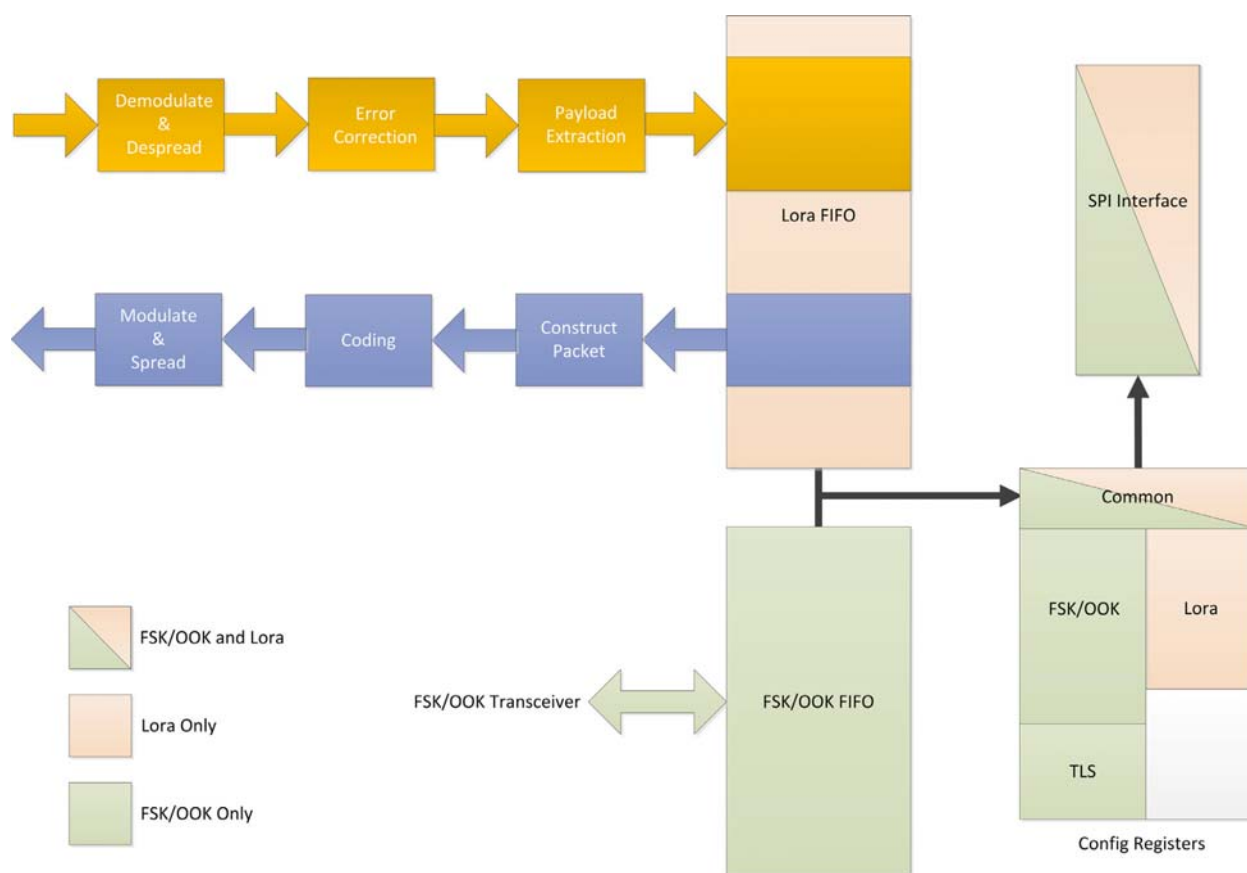 Demodulate
&
Despread
Error
Correction
Payload
Extraction
Lora FIFO
SPI Interface
Modulate
&
Spread
Coding
Construct
Packet
Common
FSK/OOK
Lora
TLS
Config Registers
FSK/OOK and Lora
Lora Only
FSK/OOK Only
FSK/OOK Transceiver
FSK/OOK FIFO